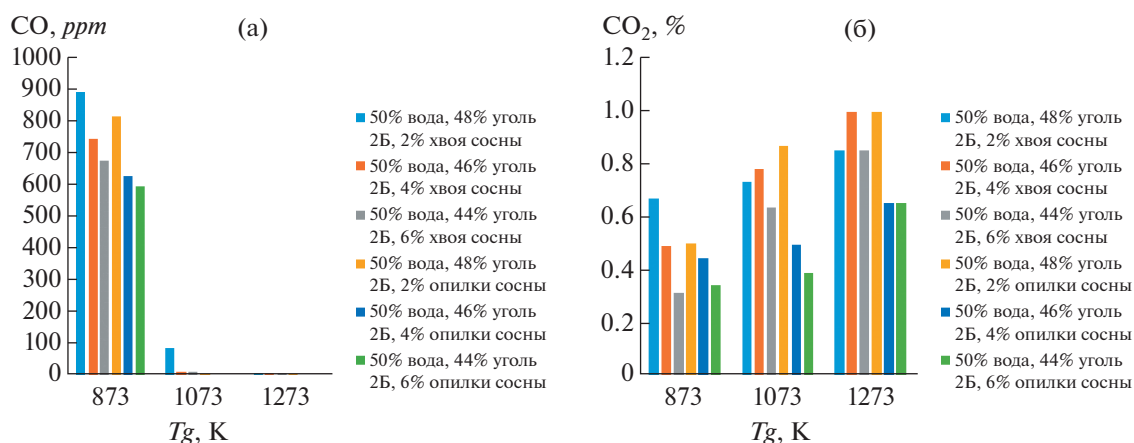 CO, ppm
(а)
1000
900
800
700
600
500
400
300
200
100
0
873
1073
1273
Tg, K
50% вода, 48% уголь
2Б, 2% хвоя сосны
50% вода, 46% уголь
2Б, 4% хвоя сосны
50% вода, 44% уголь
2Б, 6% хвоя сосны
50% вода, 48% уголь
2Б, 2% опилки сосны
50% вода, 46% уголь
2Б, 4% опилки сосны
50% вода, 44% уголь
2Б, 6% опилки сосны
CO₂, %
(б)
1.2
1.0
0.8
0.6
0.4
0.2
0
873
1073
1273
Tg, K
50% вода, 48% уголь
2Б, 2% хвоя сосны
50% вода, 46% уголь
2Б, 4% хвоя сосны
50% вода, 44% уголь
2Б, 6% хвоя сосны
50% вода, 48% уголь
2Б, 2% опилки сосны
50% вода, 46% уголь
2Б, 4% опилки сосны
50% вода, 44% уголь
2Б, 6% опилки сосны